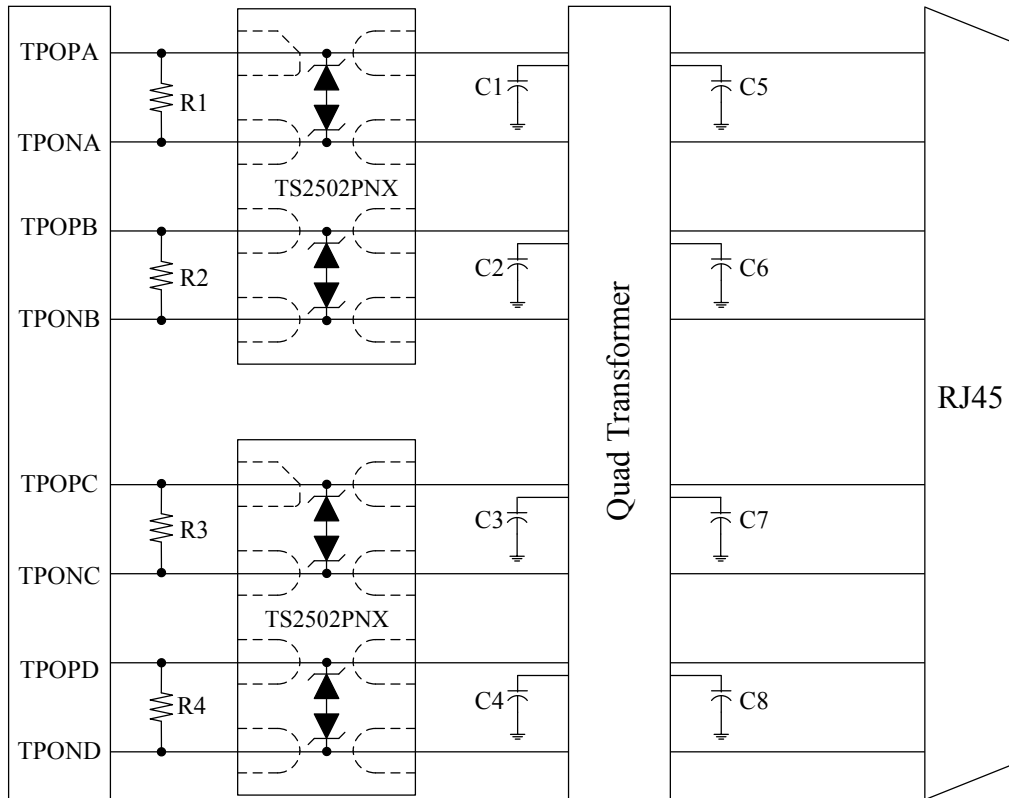 TPOPA
R1
C1
C5
TPONA
TS2502PNX
TPOPB
R2
C2
C6
TPONB
Quad Transformer
RJ45
TPOPC
R3
C3
C7
TPONC
TS2502PNX
TPOPD
R4
C4
C8
TPOND